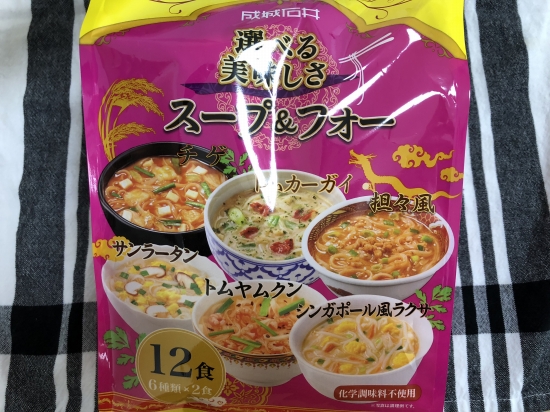 成城石井
選べる
美味しさ
スープ&フォー
チゲ
トムカーガイ
担々風
サンラータン
トムヤムクン
シンガポール風ラクサ
12食
6種類×2食
化学調味料不使用